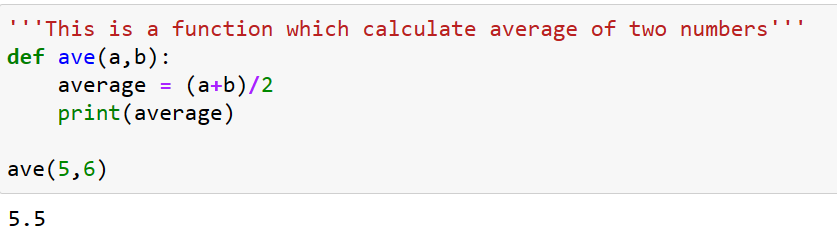 '''This is a function which calculate average of two numbers'''
def ave(a,b):
    average = (a+b)/2
    print(average)
ave(5,6)
5.5